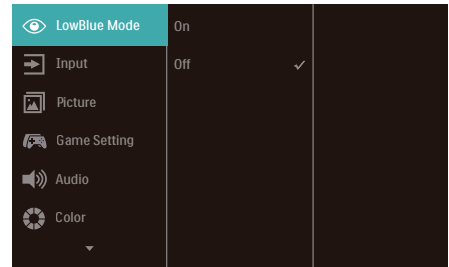 LowBlue Mode
On
Input
Off
Picture
Game Setting
Audio
Color